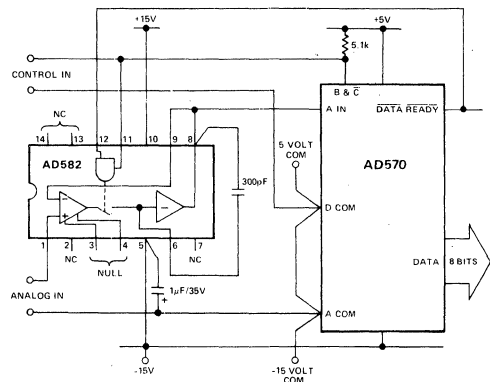 +15V
+5V
5.1k
CONTROL IN
B & C̅
NC
A IN
D̅A̅T̅A̅ R̅E̅A̅D̅Y̅
14 13 12 11 10 9 8
AD582
5 VOLT
COM
AD570
300pF
D COM
1 2 3 4 5 6 7
NC
NC
DATA
8 BITS
NULL
1µF/35V
+
ANALOG IN
A COM
-15V
-15 VOLT
COM